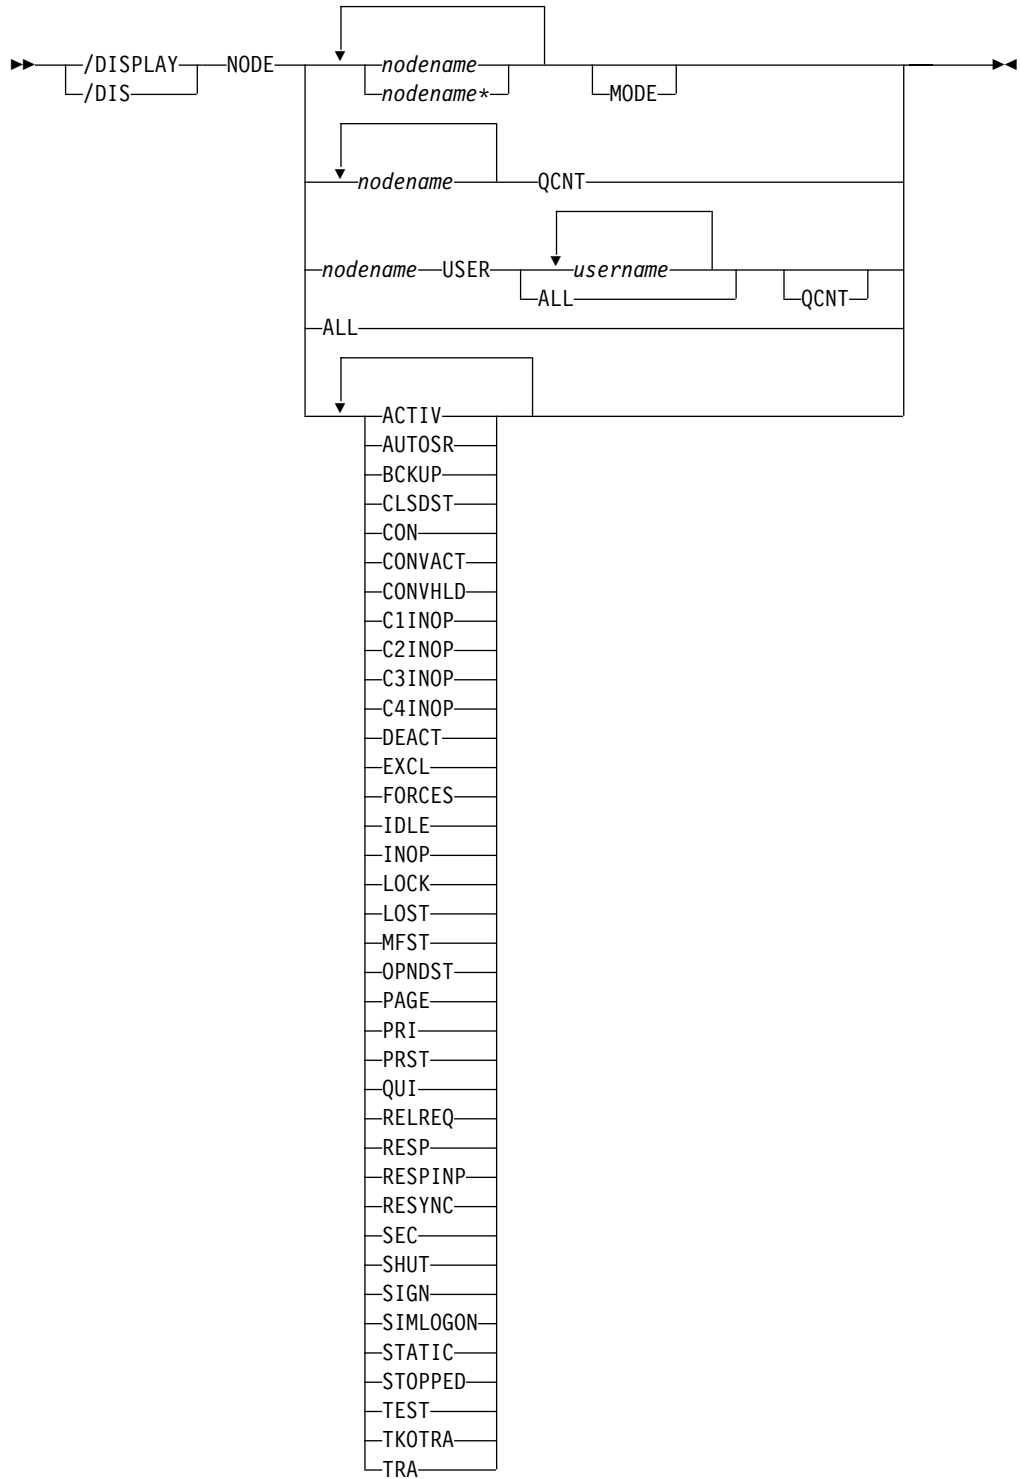 /DISPLAY NODE nodename
/DIS nodename* MODE
nodename QCNT
nodename USER username
ALL QCNT
ALL
ACTIV
AUTOSR
BCKUP
CLSDST
CON
CONVACT
CONVHLD
C1INOP
C2INOP
C3INOP
C4INOP
DEACT
EXCL
FORCES
IDLE
INOP
LOCK
LOST
MFST
OPNDST
PAGE
PRI
PRST
QUI
RELREQ
RESP
RESPINP
RESYNC
SEC
SHUT
SIGN
SIMLOGON
STATIC
STOPPED
TEST
TKOTRA
TRA